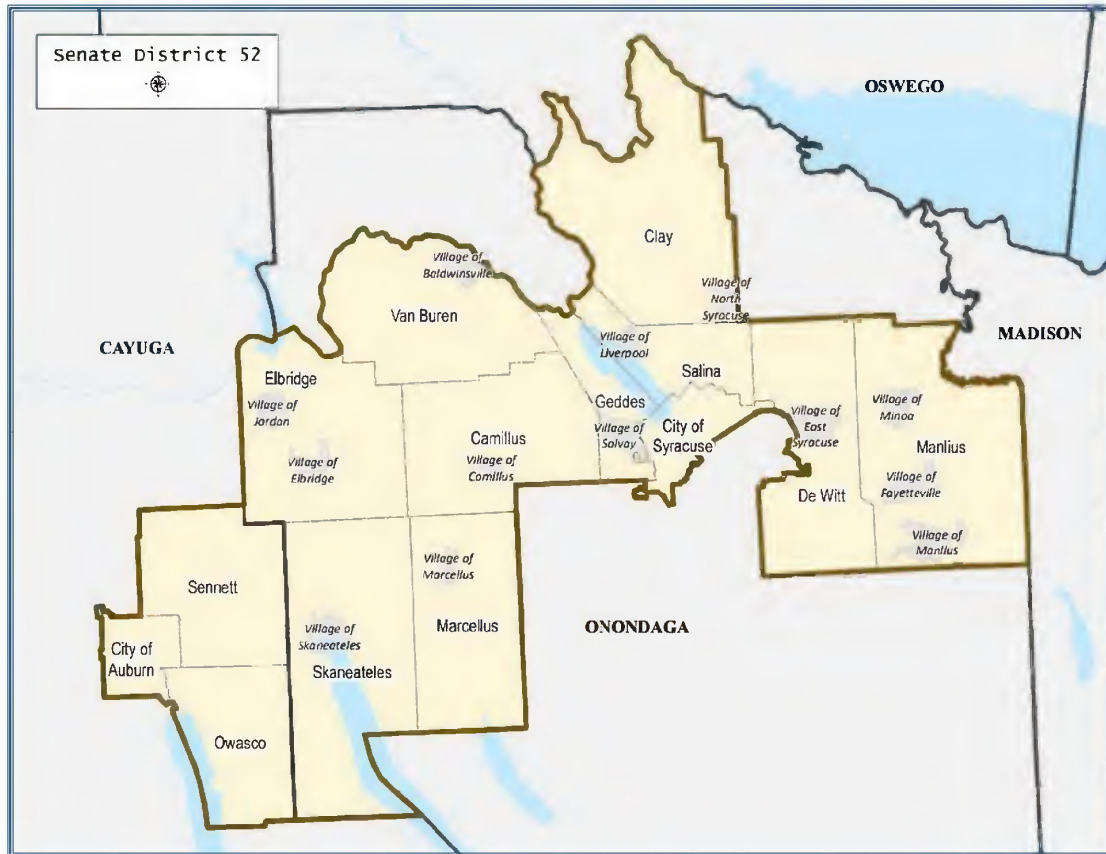 Senate District 52
OSWEGO
Clay
Village of
Baldwinsville
Village of
North
Syracuse
Van Buren
CAYUGA
MADISON
Village of
Liverpool
Salina
Elbridge
Village of
Jordan
Geddes
Village of
Solvay
City of
Syracuse
Village of
East
Syracuse
Village of
Minoa
Manlius
Camillus
Village of
Camillus
Village of
Elbridge
De Witt
Village of
Fayetteville
Village of
Manlius
Village of
Marcellus
Sennett
Marcellus
ONONDAGA
Village of
Skaneateles
Skaneateles
City of
Auburn
Owasco